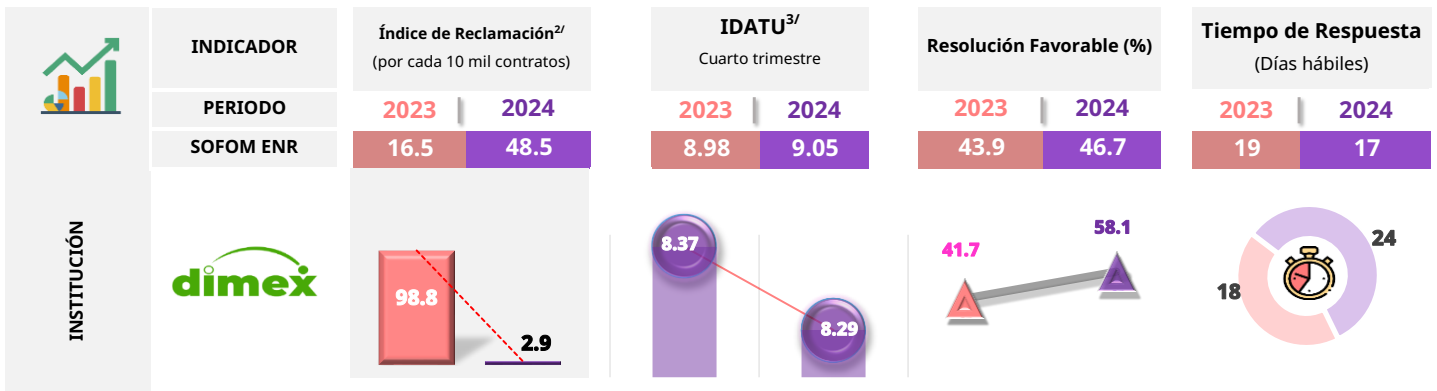 INDICADOR
Índice de Reclamación2/
(por cada 10 mil contratos)
IDATU3/
Cuarto trimestre
Resolución Favorable (%)
Tiempo de Respuesta
(Días hábiles)
PERIODO
2023 2024
2023 2024
2023 2024
2023 2024
SOFOM ENR
16.5 48.5
8.98 9.05
43.9 46.7
19 17
INSTITUCIÓN
dimex
98.8
2.9
8.37
8.29
41.7
58.1
18
24